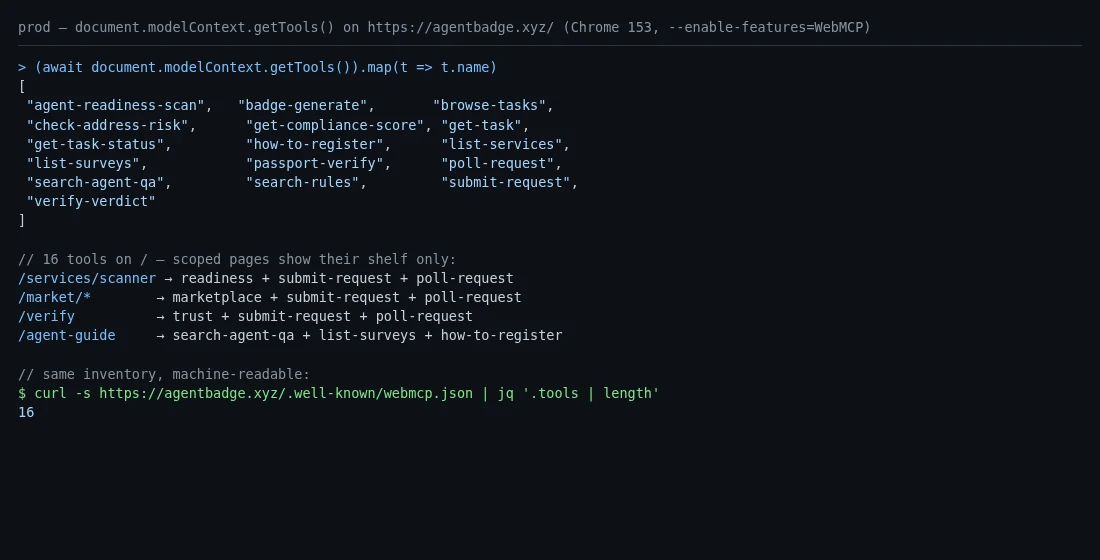 prod — document.modelContext.getTools() on https://agentbadge.xyz/ (Chrome 153, --enable-features=WebMCP)
> (await document.modelContext.getTools()).map(t => t.name)
[
"agent-readiness-scan", "badge-generate", "browse-tasks",
"check-address-risk", "get-compliance-score", "get-task",
"get-task-status", "how-to-register", "list-services",
"list-surveys", "passport-verify", "poll-request",
"search-agent-qa", "search-rules", "submit-request",
"verify-verdict"
]
// 16 tools on / — scoped pages show their shelf only:
/services/scanner → readiness + submit-request + poll-request
/market/* → marketplace + submit-request + poll-request
/verify → trust + submit-request + poll-request
/agent-guide → search-agent-qa + list-surveys + how-to-register
// same inventory, machine-readable:
$ curl -s https://agentbadge.xyz/.well-known/webmcp.json | jq '.tools | length'
16